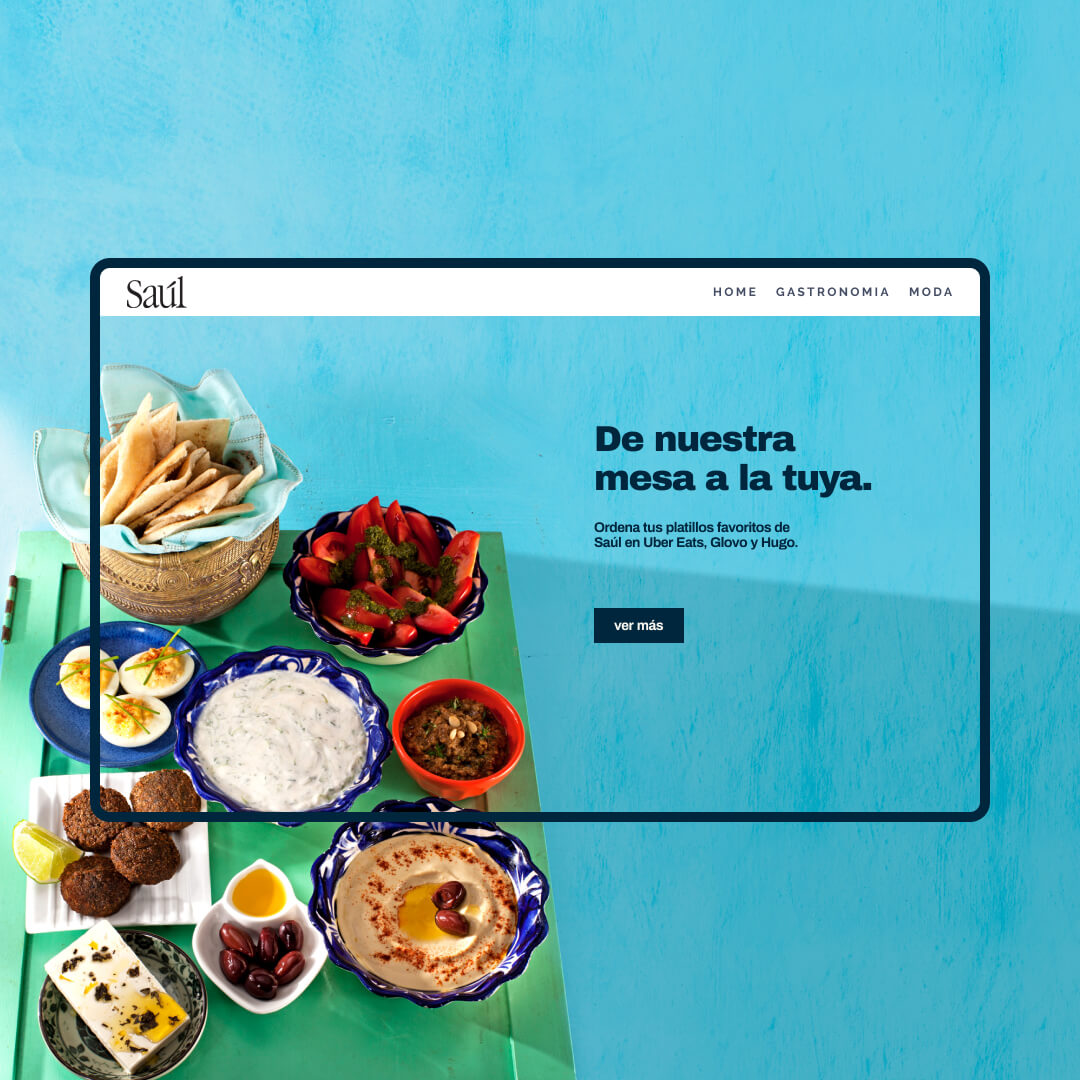 Saúl
HOME GASTRONOMIA MODA
De nuestra
mesa a la tuya.
Ordena tus platillos favoritos de
Saúl en Uber Eats, Glovo y Hugo.
ver más